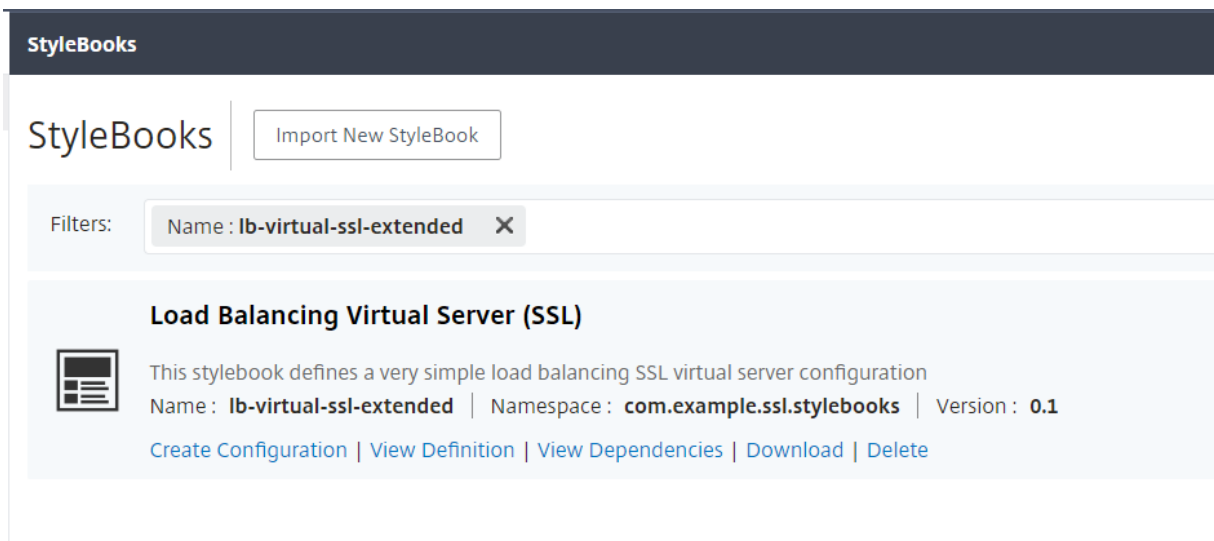 StyleBooks
StyleBooks Import New StyleBook
Filters: Name : lb-virtual-ssl-extended
Load Balancing Virtual Server (SSL)
This stylebook defines a very simple load balancing SSL virtual server configuration
Name : lb-virtual-ssl-extended | Namespace : com.example.ssl.stylebooks | Version : 0.1
Create Configuration | View Definition | View Dependencies | Download | Delete